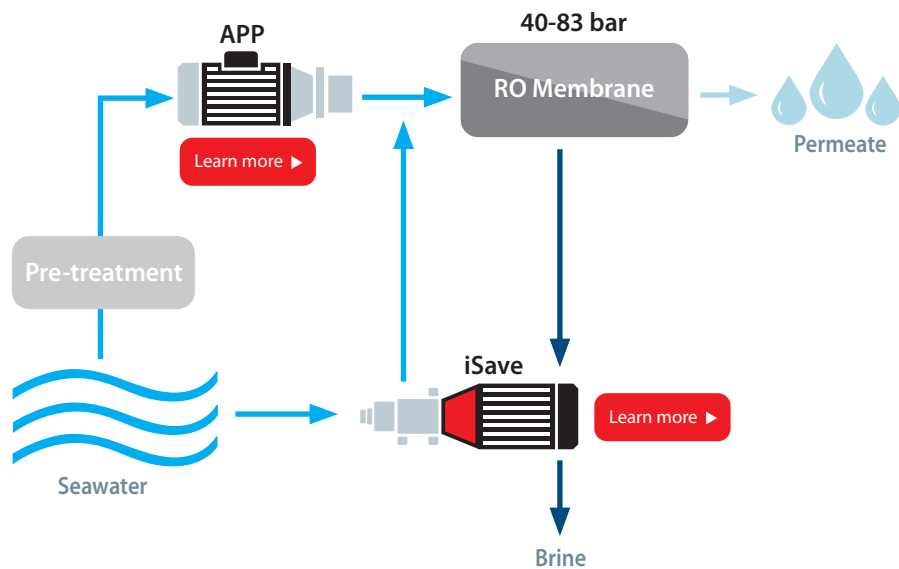 APP
40-83 bar
RO Membrane
Learn more
Permeate
Pre-treatment
iSave
Learn more
Seawater
Brine